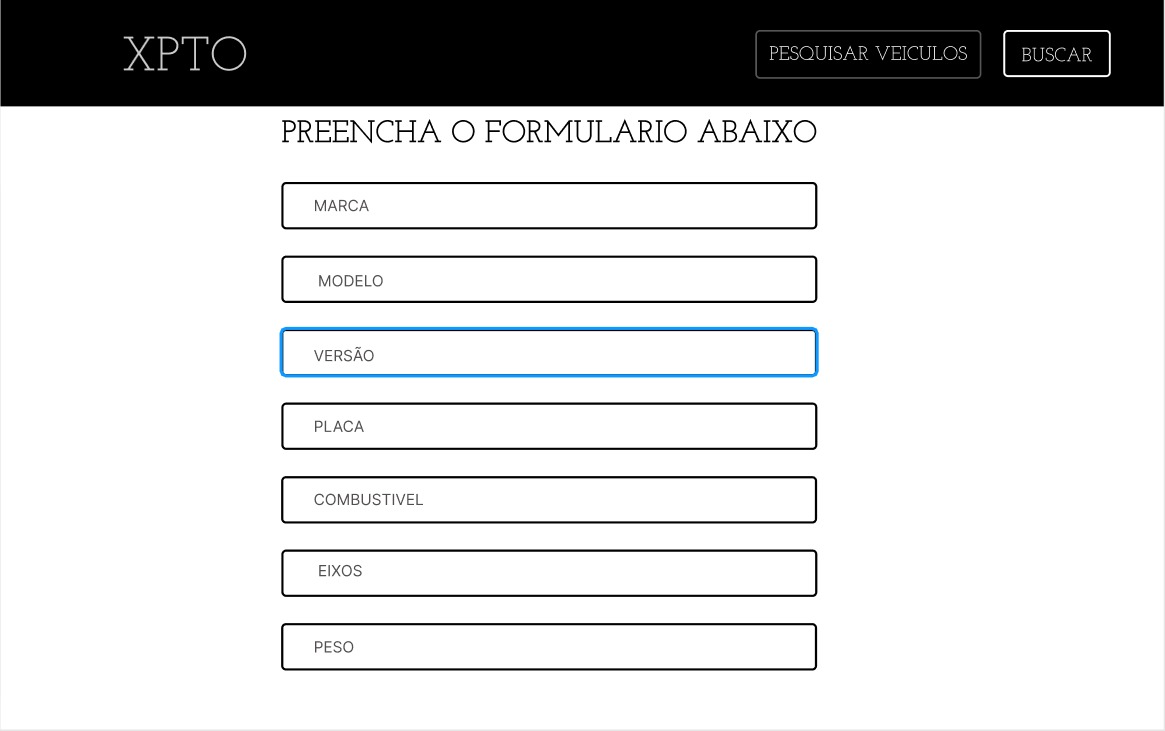 XPTO
PESQUISAR VEICULOS
BUSCAR
PREENCHA O FORMULARIO ABAIXO
MARCA
MODELO
VERSÃO
PLACA
COMBUSTIVEL
EIXOS
PESO